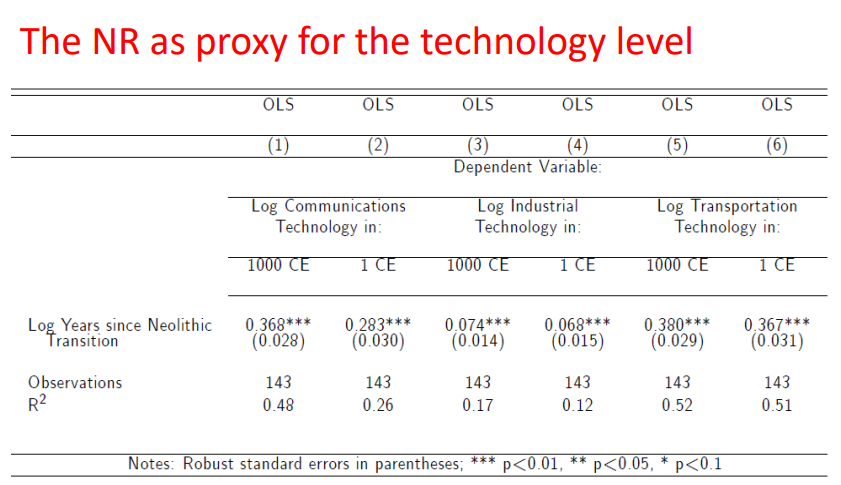 The NR as proxy for the technology level
OLS OLS OLS OLS OLS OLS
(1) (2) (3) (4) (5) (6)
Dependent Variable:
Log Communications Log Industrial Log Transportation
Technology in: Technology in: Technology in:
1000 CE 1 CE 1000 CE 1 CE 1000 CE 1 CE
Log Years since Neolithic 0.368*** 0.283*** 0.074*** 0.068*** 0.380*** 0.367***
Transition (0.028) (0.030) (0.014) (0.015) (0.029) (0.031)
Observations 143 143 143 143 143 143
R² 0.48 0.26 0.17 0.12 0.52 0.51
Notes: Robust standard errors in parentheses; *** p<0.01, ** p<0.05, * p<0.1